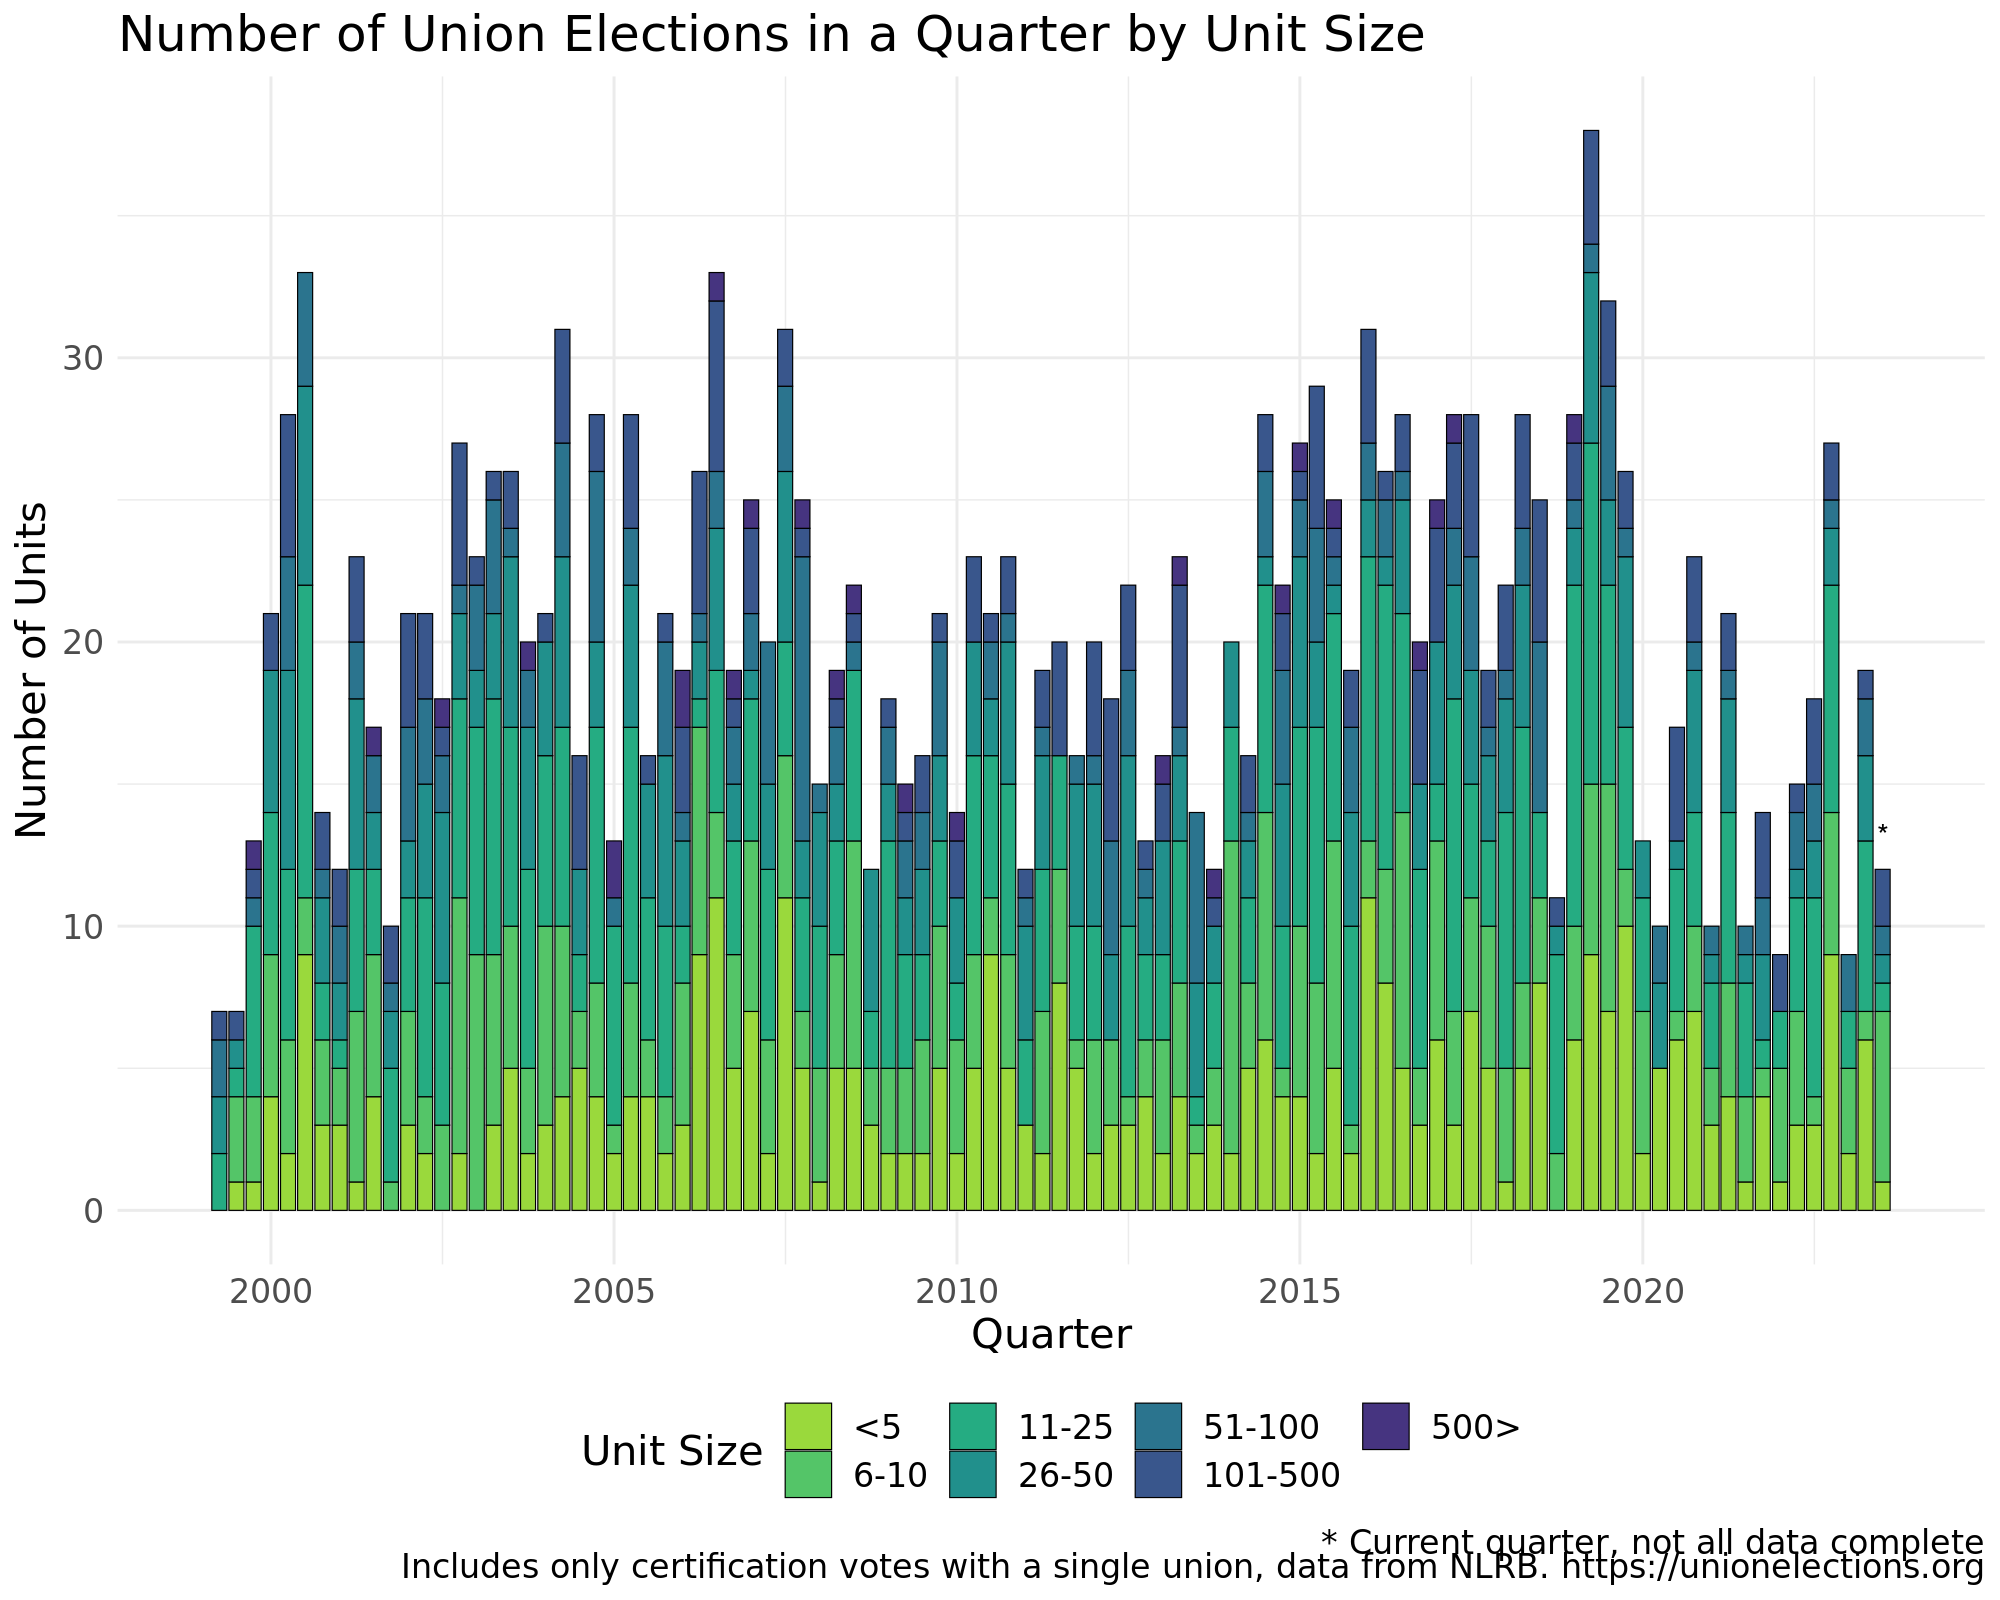 Number of Union Elections in a Quarter by Unit Size
Number of Units
30
20
10
0
*
2000 2005 2010 2015 2020
Quarter
Unit Size
<5 11-25 51-100 500>
6-10 26-50 101-500
* Current quarter, not all data complete
Includes only certification votes with a single union, data from NLRB. https://unionelections.org